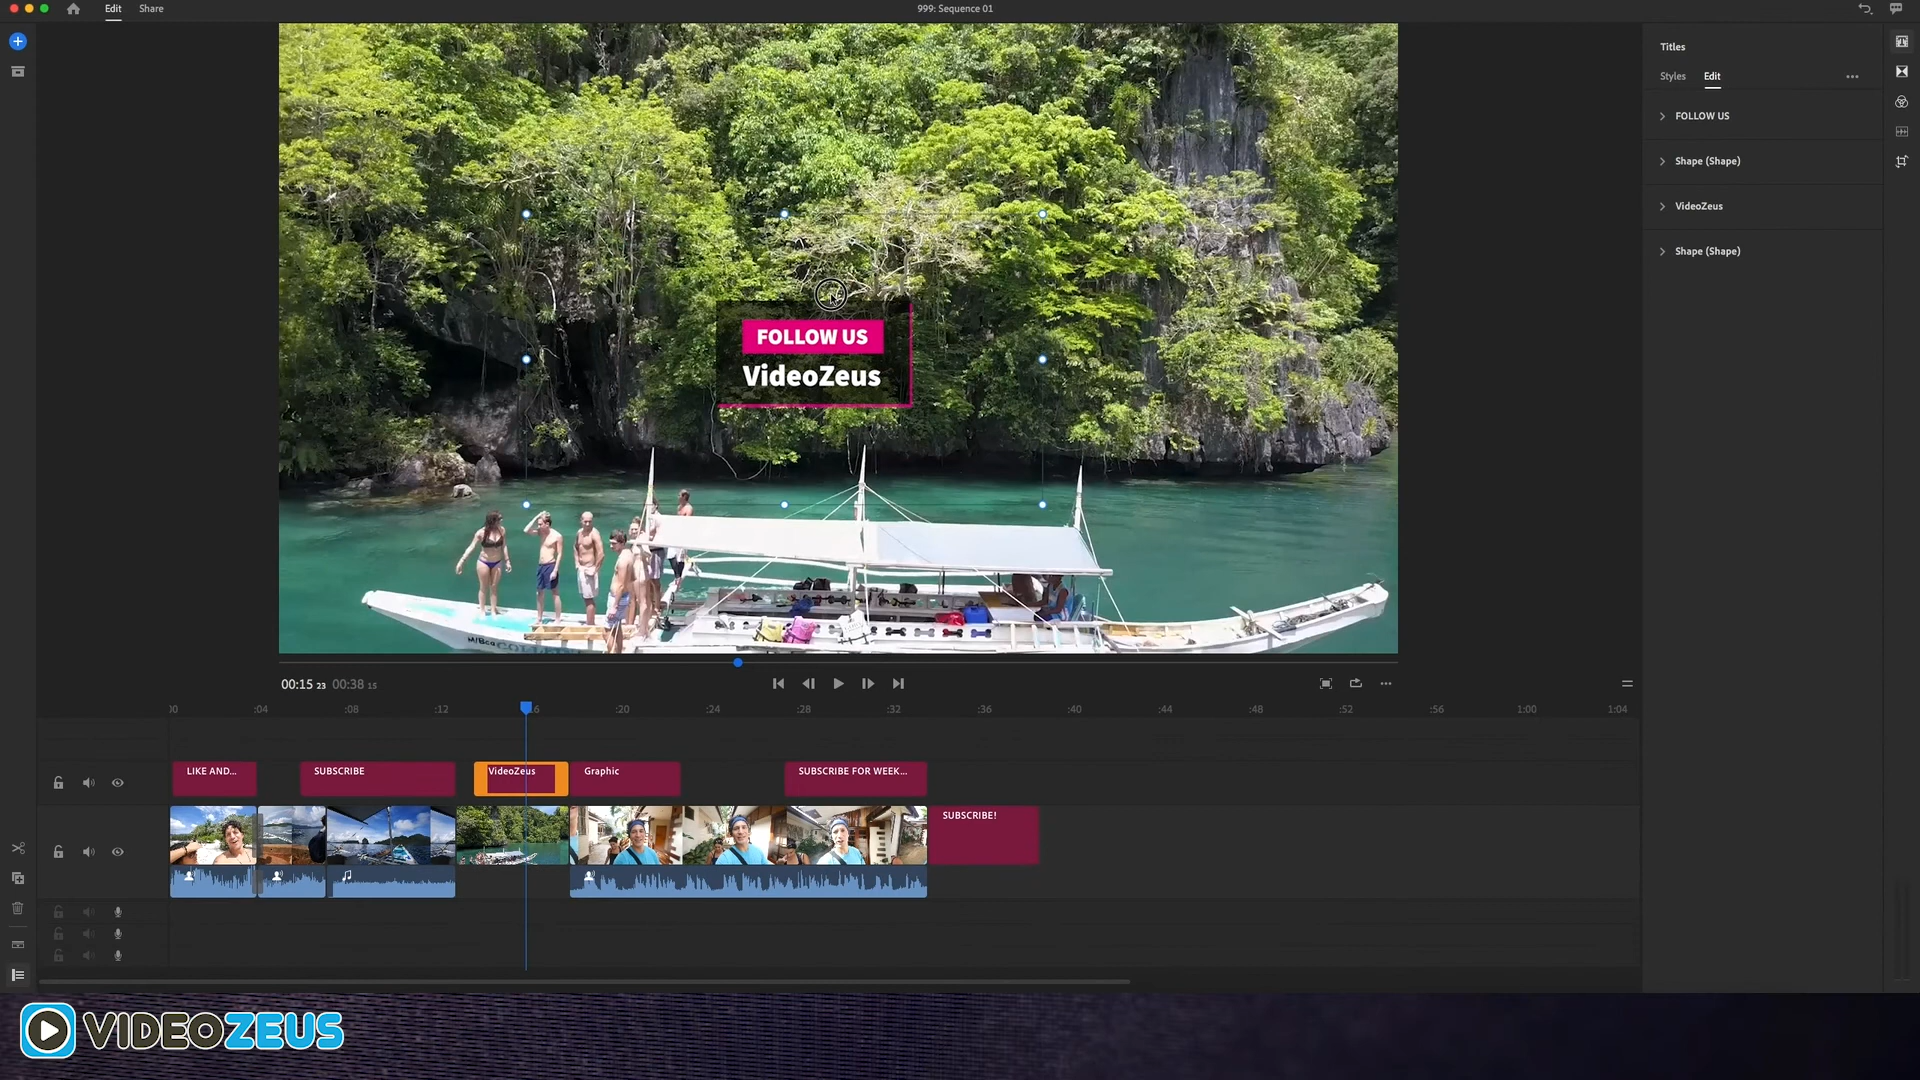 Edit Share
999: Sequence 01
Titles
Styles Edit
FOLLOW US
Shape (Shape)
VideoZeus
Shape (Shape)
FOLLOW US
VideoZeus
00:15 23 00:38 15
:04 :08 :12 :20 :24 :28 :32 :36 :40 :44 :48 :52 :56 1:00 1:04
LIKE AND... SUBSCRIBE VideoZeus Graphic SUBSCRIBE FOR WEEK...
SUBSCRIBE!
VIDEOZEUS